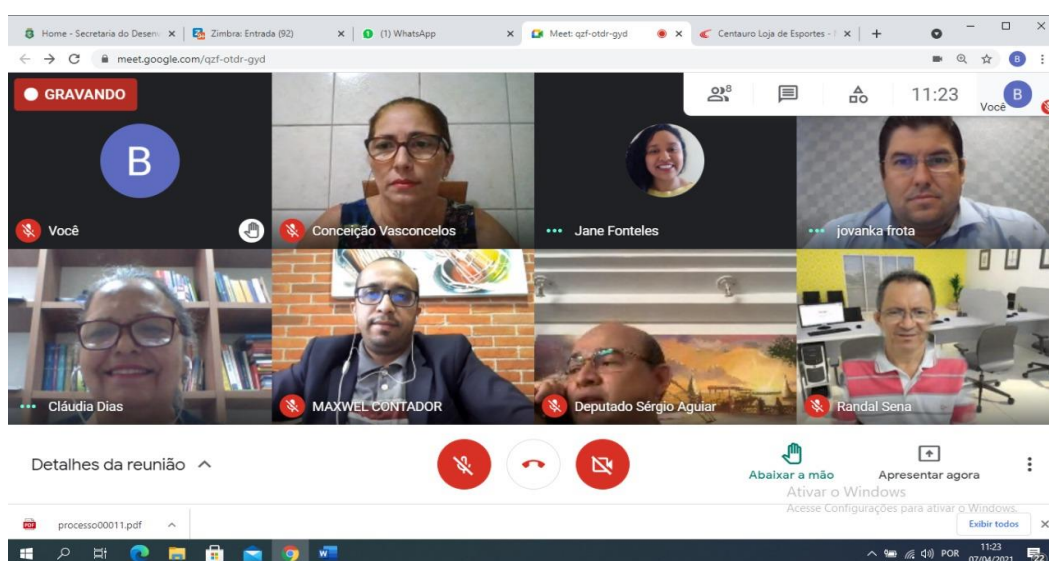 Home - Secretaria do Desenv
Zimbra: Entrada (92)
(1) WhatsApp
Meet: qzf-otdr-gyd
Centauro Loja de Esportes -
meet.google.com/qzf-otdr-gyd
B
GRAVANDO
8
11:23
Você
B
B
Você
Conceição Vasconcelos
Jane Fonteles
jovanka frota
Cláudia Dias
MAXWEL CONTADOR
Deputado Sérgio Aguiar
Randal Sena
Detalhes da reunião
Abaixar a mão
Apresentar agora
Ativar o Windows
Acesse Configurações para ativar o Windows.
processo00011.pdf
Exibir todos
POR
11:23
07/04/2021
22